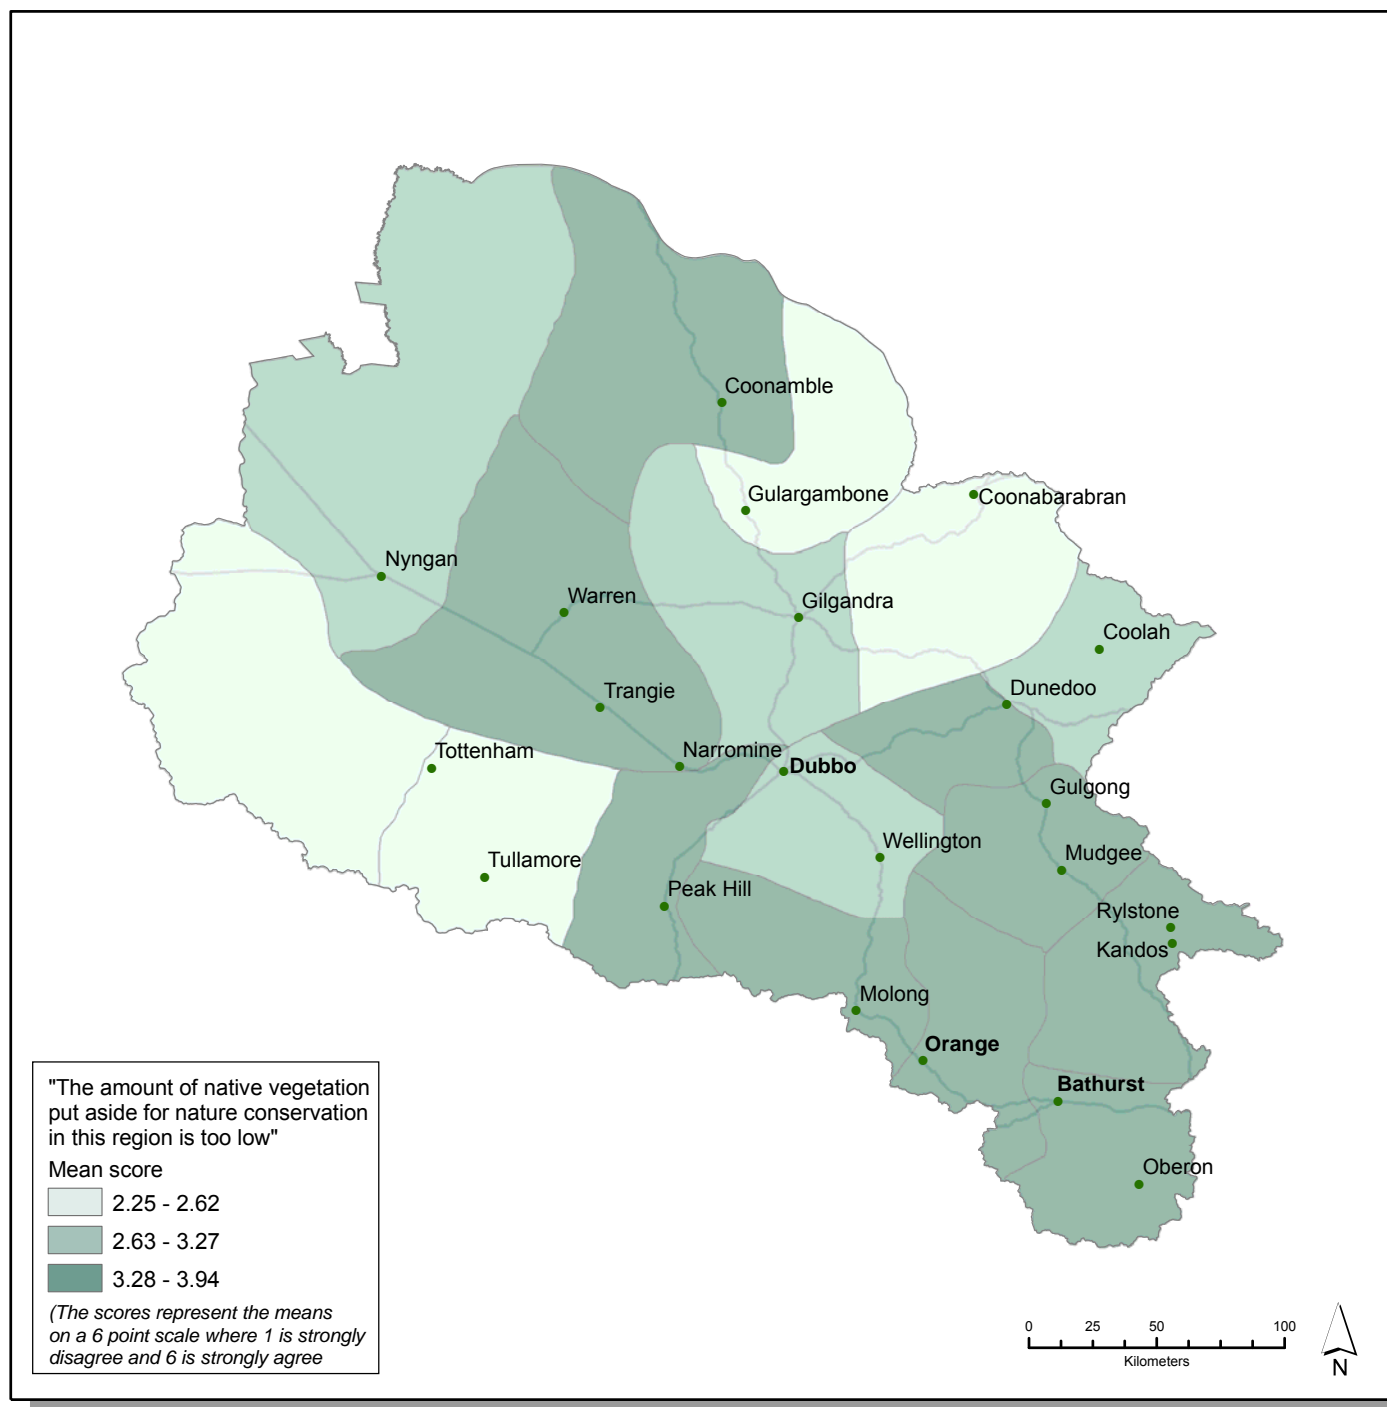 Coonamble
Gulargambone
Coonabarabran
Nyngan
Warren
Gilgandra
Coolah
Trangie
Dunedoo
Tottenham
Narromine
Dubbo
Gulgong
Wellington
Mudgee
Tullamore
Peak Hill
Rylstone
Kandos
Molong
Orange
Bathurst
Oberon
"The amount of native vegetation
put aside for nature conservation
in this region is too low"
Mean score
2.25 - 2.62
2.63 - 3.27
3.28 - 3.94
(The scores represent the means
on a 6 point scale where 1 is strongly
disagree and 6 is strongly agree
0 25 50 100
Kilometers
N